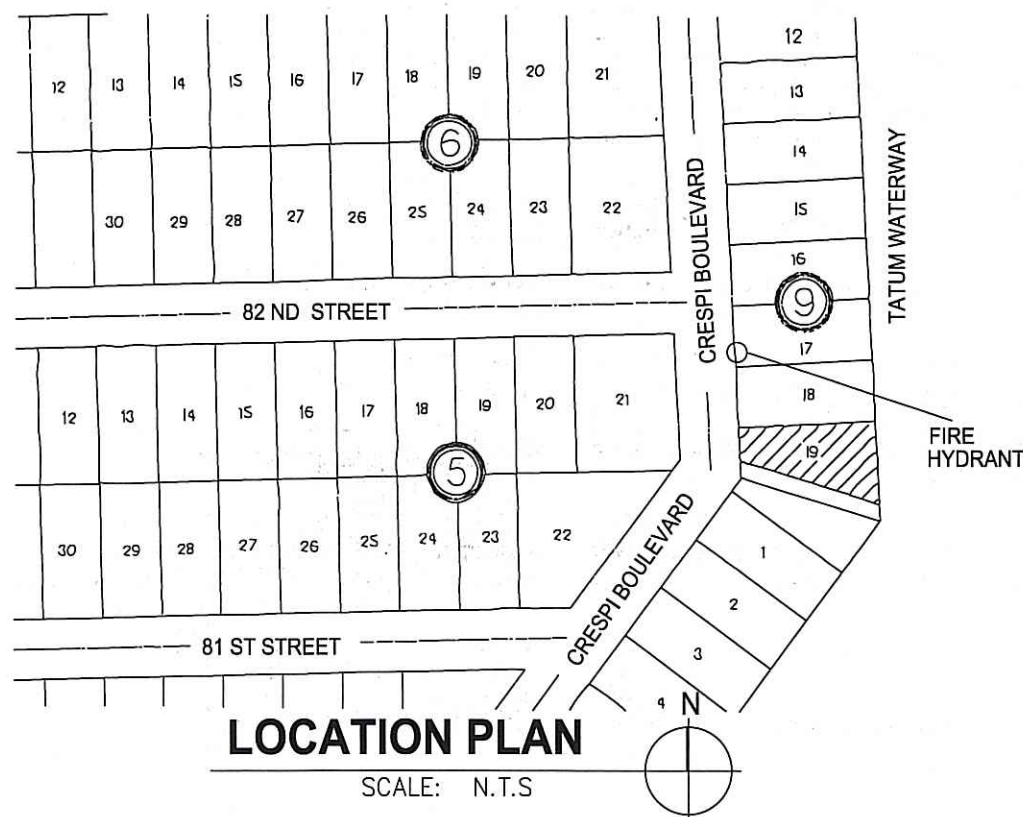 12
12 13 14 15 16 17 18 19 20 21
13
6
14
30 29 28 27 26 25 24 23 22
15
CRESPI BOULEVARD
TATUM WATERWAY
16
9
82 ND STREET
17
18
12 13 14 15 16 17 18 19 20 21
FIRE
HYDRANT
19
5
30 29 28 27 26 25 24 23 22
CRESPI BOULEVARD
1
2
81 ST STREET
3
4
N
LOCATION PLAN
SCALE: N.T.S